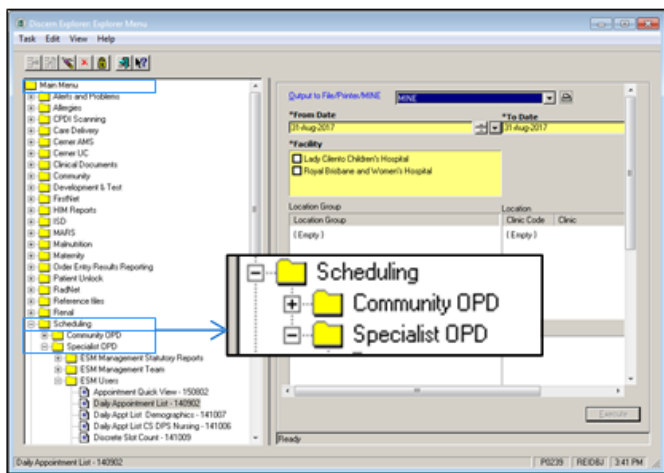 Discern Explorer: Explorer Menu
Task Edit View Help
Main Menu
Alerts and Problems
Allergies
CPDI Scanning
Care Delivery
Cerner AMS
Cerner UC
Clinical Documents
Community
Development & Test
FirstNet
HIM Reports
ISD
MARS
Malnutrition
Maternity
Order Entry Results Reporting
Patient Unlock
RadNet
Reference files
Renal
Scheduling
Community OPD
Specialist OPD
ESM Management Statutory Reports
ESM Management Team
ESM Users
Appointment Quick View - 150802
Daily Appointment List - 140902
Daily Appt List Demographics - 141007
Daily Appt List CS DPS Nursing - 141006
Discrete Slot Count - 141009
Output to File/Printer/MINE
MINE
*From Date
*To Date
31-Aug-2017
31-Aug-2017
*Facility
Lady Cilento Children's Hospital
Royal Brisbane and Women's Hospital
Location Group
Location
Location Group
Clinic Code Clinic
(Empty)
(Empty)
Scheduling
Community OPD
Specialist OPD
Execute
Ready
Daily Appointment List - 140902
P0239 REIDBJ 3:41 PM